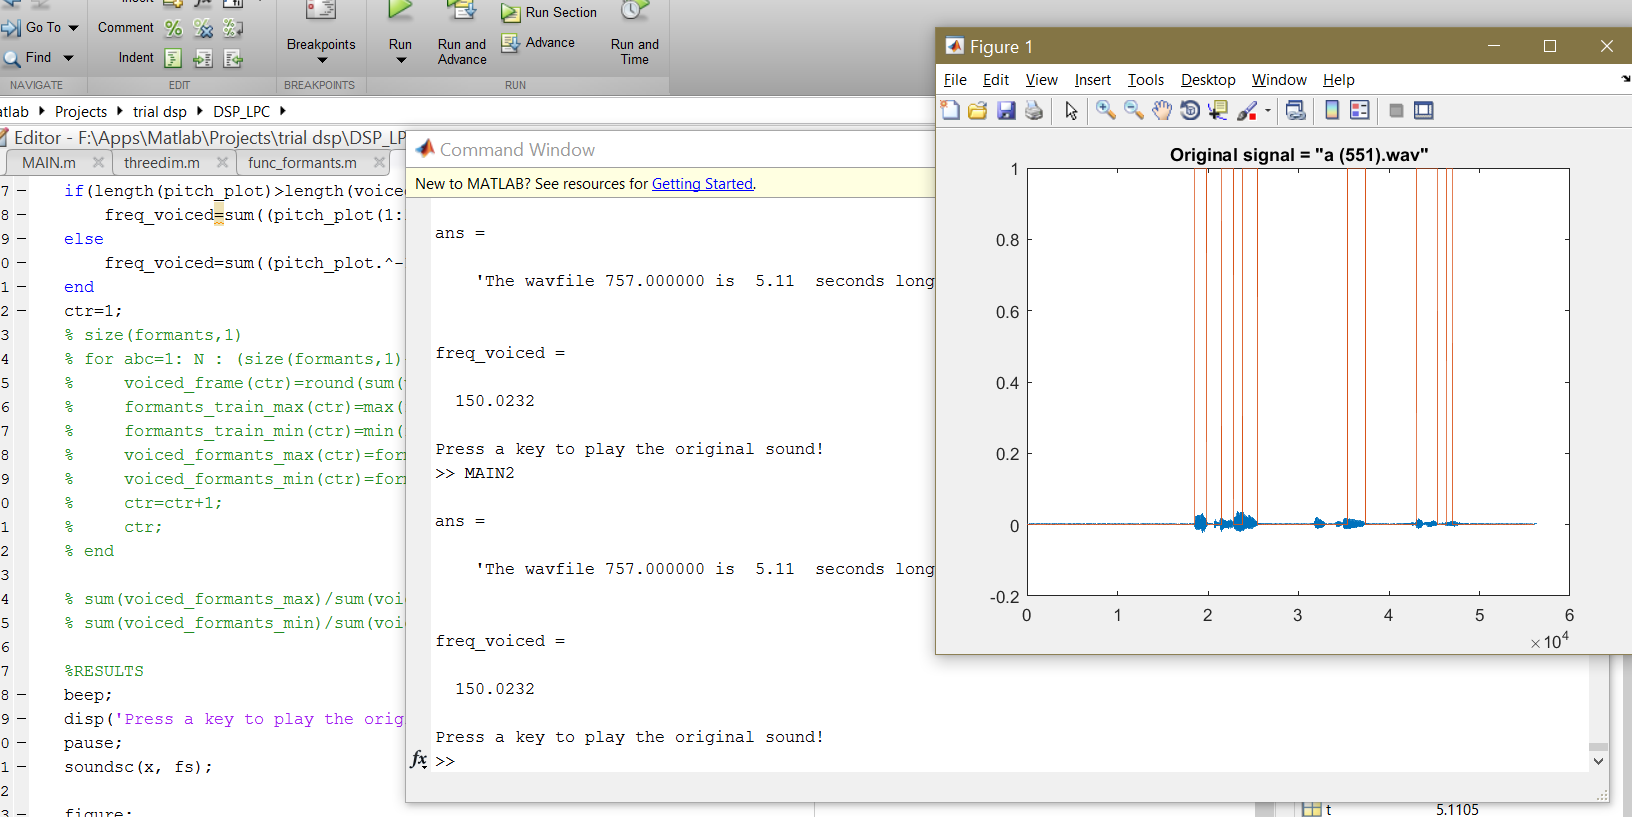 Go To
Find
NAVIGATE
Comment
Indent
EDIT
Breakpoints
BREAKPOINTS
Run
Run and
Advance
Run Section
Advance
Run and
Time
RUN
atlab Projects trial dsp DSP_LPC
Editor - F:\Apps\Matlab\Projects\trial dsp\DSP_LP
MAIN.m threedim.m func_formants.m
7 – if(length(pitch_plot)>length(voice
8 – freq_voiced=sum((pitch_plot(1:
9 – else
0 – freq_voiced=sum((pitch_plot.^-
1 – end
2 – ctr=1;
3 % size(formants,1)
4 % for abc=1: N : (size(formants,1)
5 % voiced_frame(ctr)=round(sum(
6 % formants_train_max(ctr)=max(
7 % formants_train_min(ctr)=min(
8 % voiced_formants_max(ctr)=for
9 % voiced_formants_min(ctr)=for
0 % ctr=ctr+1;
1 % ctr;
2 % end
3
4 % sum(voiced_formants_max)/sum(voi
5 % sum(voiced_formants_min)/sum(voi
6
7 %RESULTS
8 – beep;
9 – disp('Press a key to play the orig
0 – pause;
1 – soundsc(x, fs);
2
3 – figure;
Command Window
New to MATLAB? See resources for Getting Started.
ans =
'The wavfile 757.000000 is  5.11  seconds long
freq_voiced =
150.0232
Press a key to play the original sound!
>> MAIN2
ans =
'The wavfile 757.000000 is  5.11  seconds long
freq_voiced =
150.0232
Press a key to play the original sound!
fx >>
Figure 1
File Edit View Insert Tools Desktop Window Help
Original signal = "a (551).wav"
1
0.8
0.6
0.4
0.2
0
-0.2
0 1 2 3 4 5 6
×10^4
t 5.1105